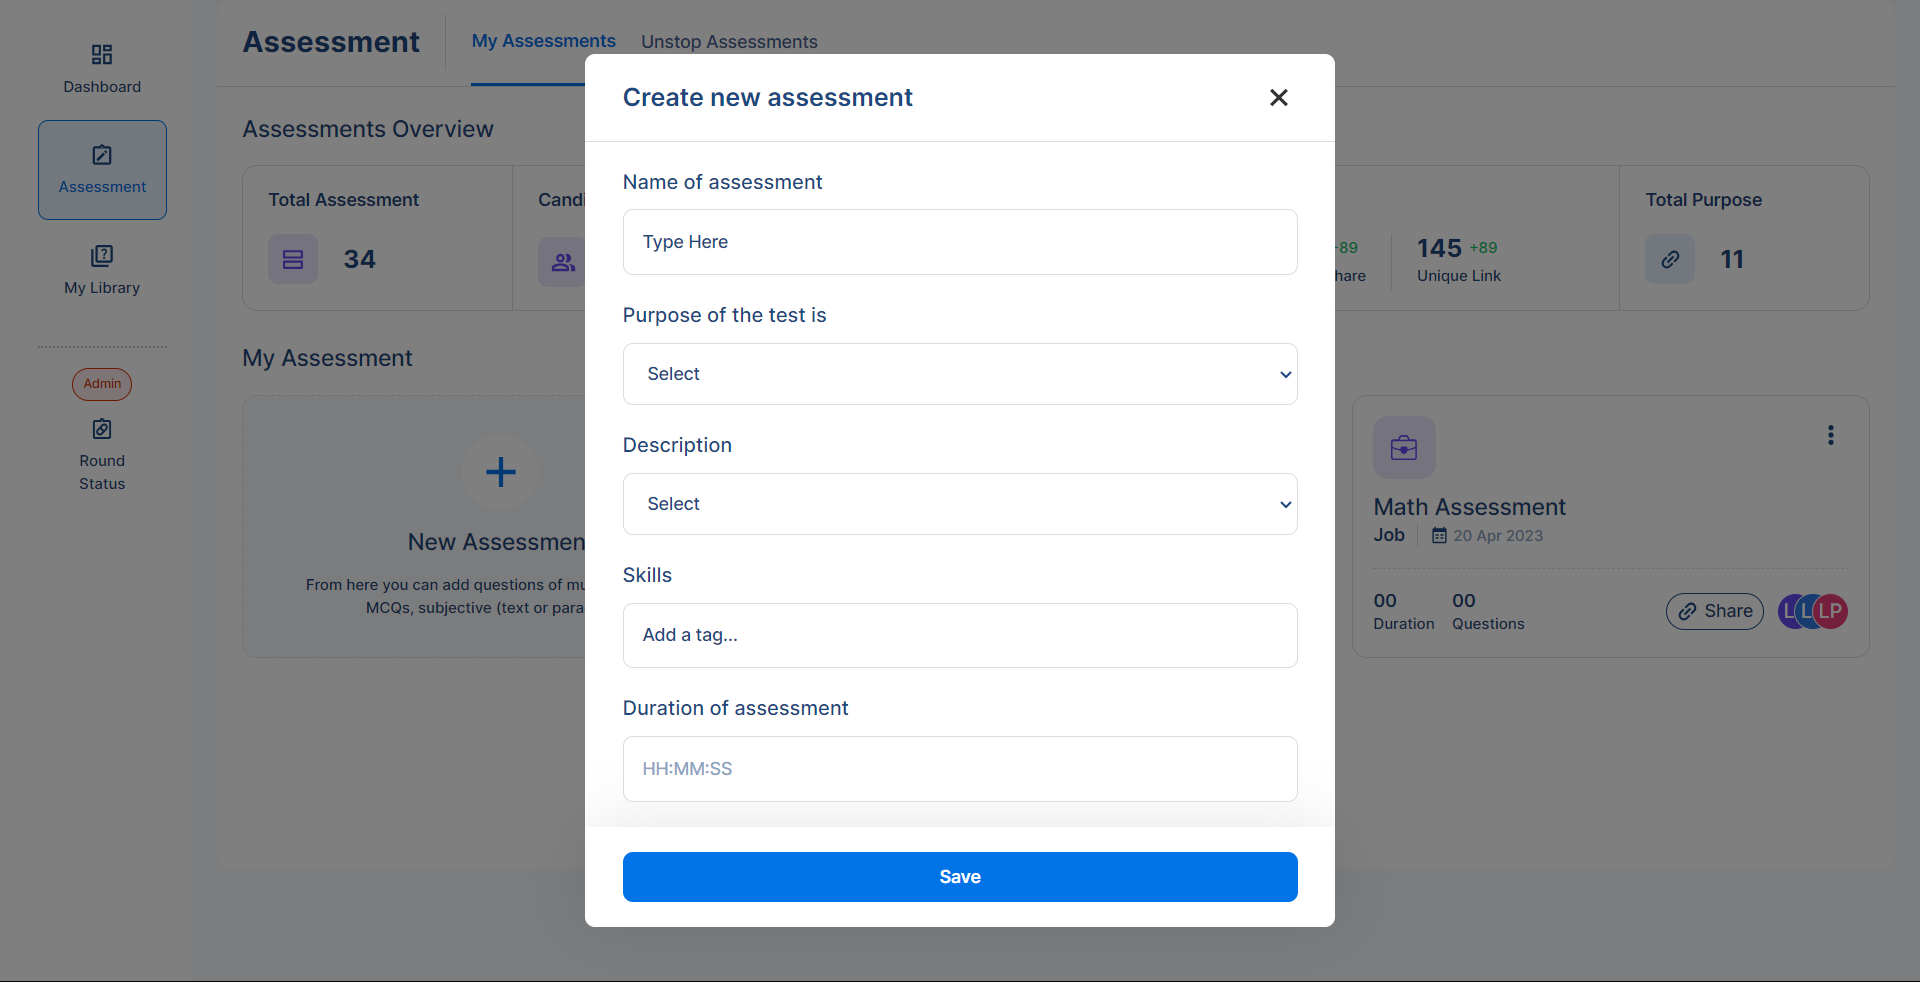 Dashboard
Assessment
My Library
Admin
Round
Status
Assessment
My Assessments
Unstop Assessments
Assessments Overview
Total Assessment
34
Candi
89
hare
145 +89
Unique Link
Total Purpose
11
My Assessment
New Assessmen
From here you can add questions of mu
MCQs, subjective (text or para
Math Assessment
Job
20 Apr 2023
00
Duration
00
Questions
Share
L
L
LP
Create new assessment
Name of assessment
Type Here
Purpose of the test is
Select
Description
Select
Skills
Add a tag...
Duration of assessment
HH:MM:SS
Save